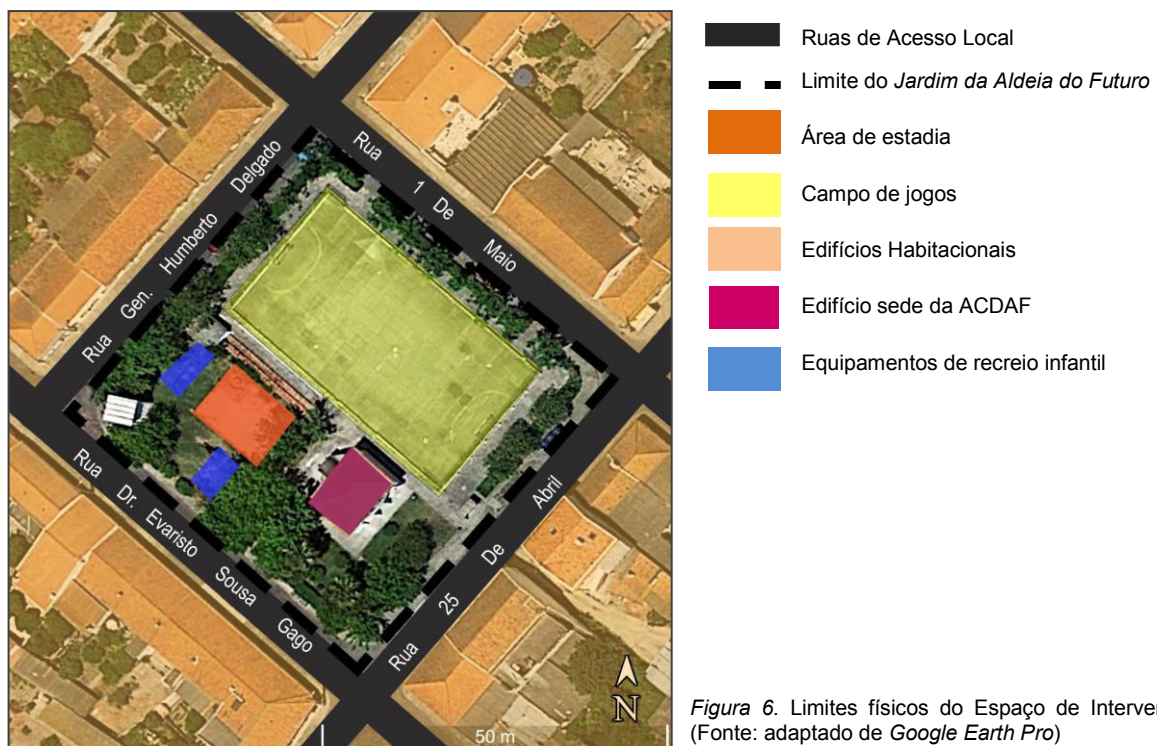 Rua 1 De Maio
Rua Gen. Humberto Delgado
Rua Dr. Evaristo Sousa Gago
Rua 25 De Abril
N
50 m
Ruas de Acesso Local
Limite do Jardim da Aldeia do Futuro
Área de estadia
Campo de jogos
Edifícios Habitacionais
Edifício sede da ACDAF
Equipamentos de recreio infantil
Figura 6. Limites físicos do Espaço de Interve
(Fonte: adaptado de Google Earth Pro)